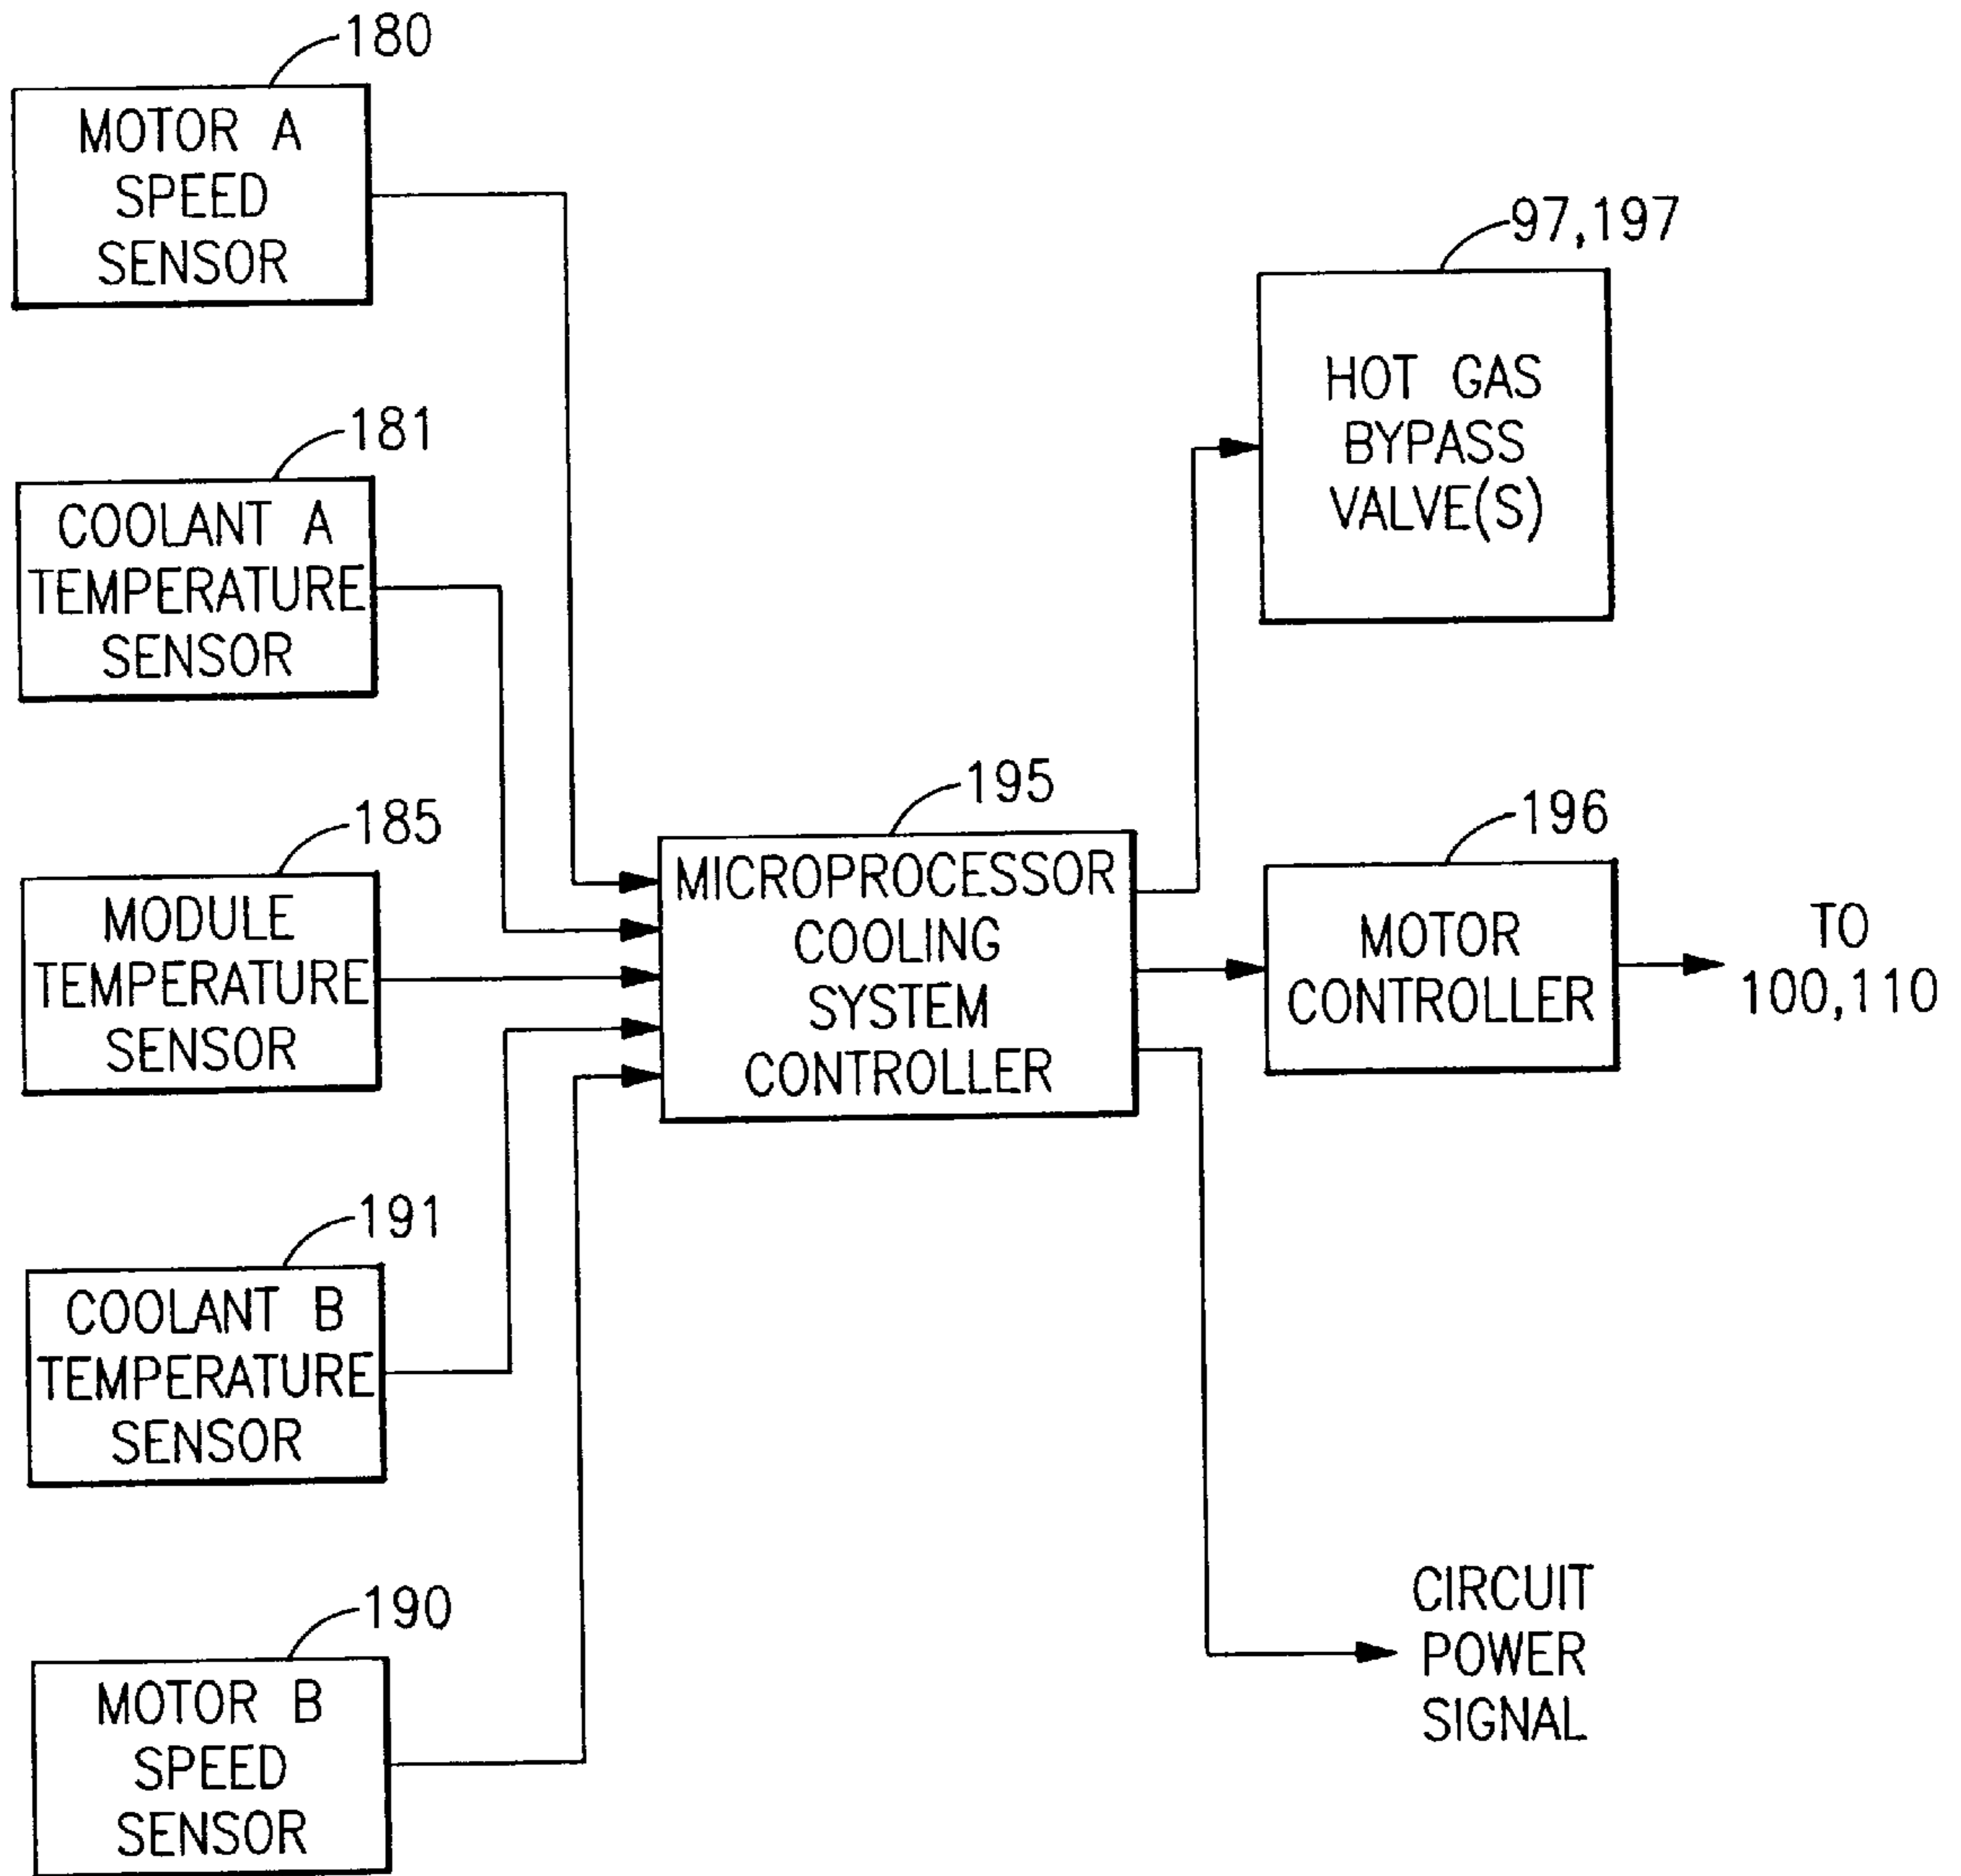 180
MOTOR A
SPEED
SENSOR
181
COOLANT A
TEMPERATURE
SENSOR
185
MODULE
TEMPERATURE
SENSOR
191
COOLANT B
TEMPERATURE
SENSOR
190
MOTOR B
SPEED
SENSOR
195
MICROPROCESSOR
COOLING
SYSTEM
CONTROLLER
97,197
HOT GAS
BYPASS
VALVE(S)
196
MOTOR
CONTROLLER
TO
100,110
CIRCUIT
POWER
SIGNAL